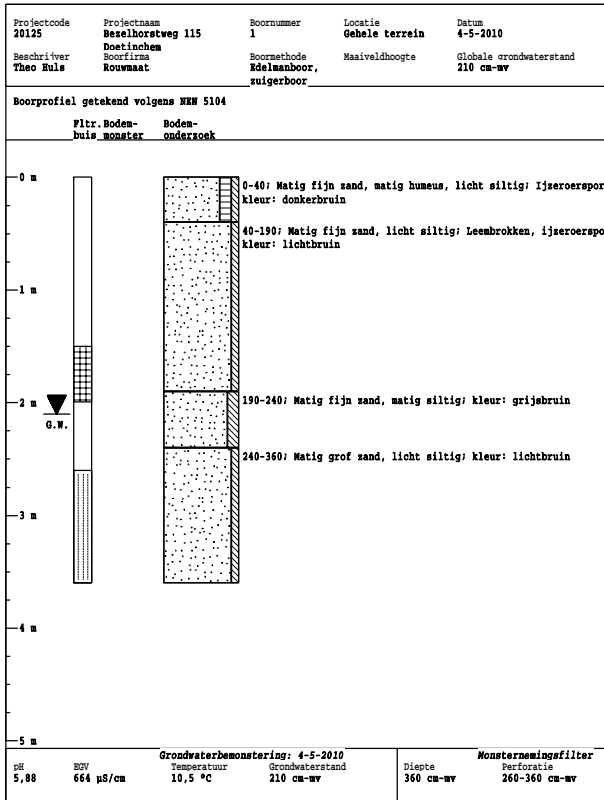 Projectcode Projectnaam Boornummer Locatie Datum
20125 Bezelhorstweg 115 1 Gehele terrein 4-5-2010
Doetinchem
Beschrijver Boorfirma Boormethode Maaiveldhoogte Globale grondwaterstand
Theo Huls Rouwmaat Edelmanboor, 210 cm-mv
zuigerboor
Boorprofiel getekend volgens NEN 5104
Fltr. Bodem- Bodem-
buis monster onderzoek
0 m
0-40; Matig fijn zand, matig humeus, licht siltig; Ijzeroerspor
kleur: donkerbruin
40-190; Matig fijn zand, licht siltig; Leembrokken, ijzeroerspo
kleur: lichtbruin
1 m
2 m
190-240; Matig fijn zand, matig siltig; kleur: grijsbruin
G.W.
240-360; Matig grof zand, licht siltig; kleur: lichtbruin
3 m
4 m
5 m
Grondwaterbemonstering: 4-5-2010 Monsternemingsfilter
pH EGV Temperatuur Grondwaterstand Diepte Perforatie
5,88 664 µS/cm 10,5 °C 210 cm-mv 360 cm-mv 260-360 cm-mv